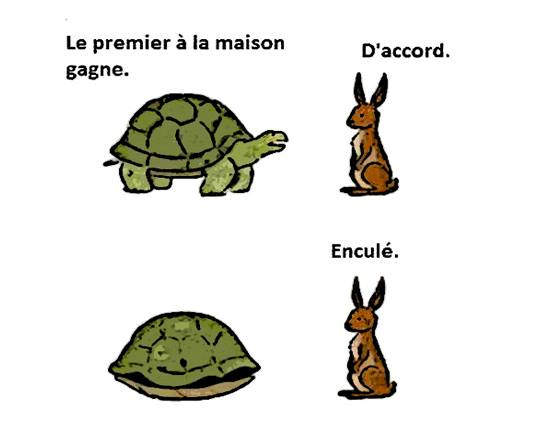 Le premier à la maison
gagne.
D'accord.
Enculé.